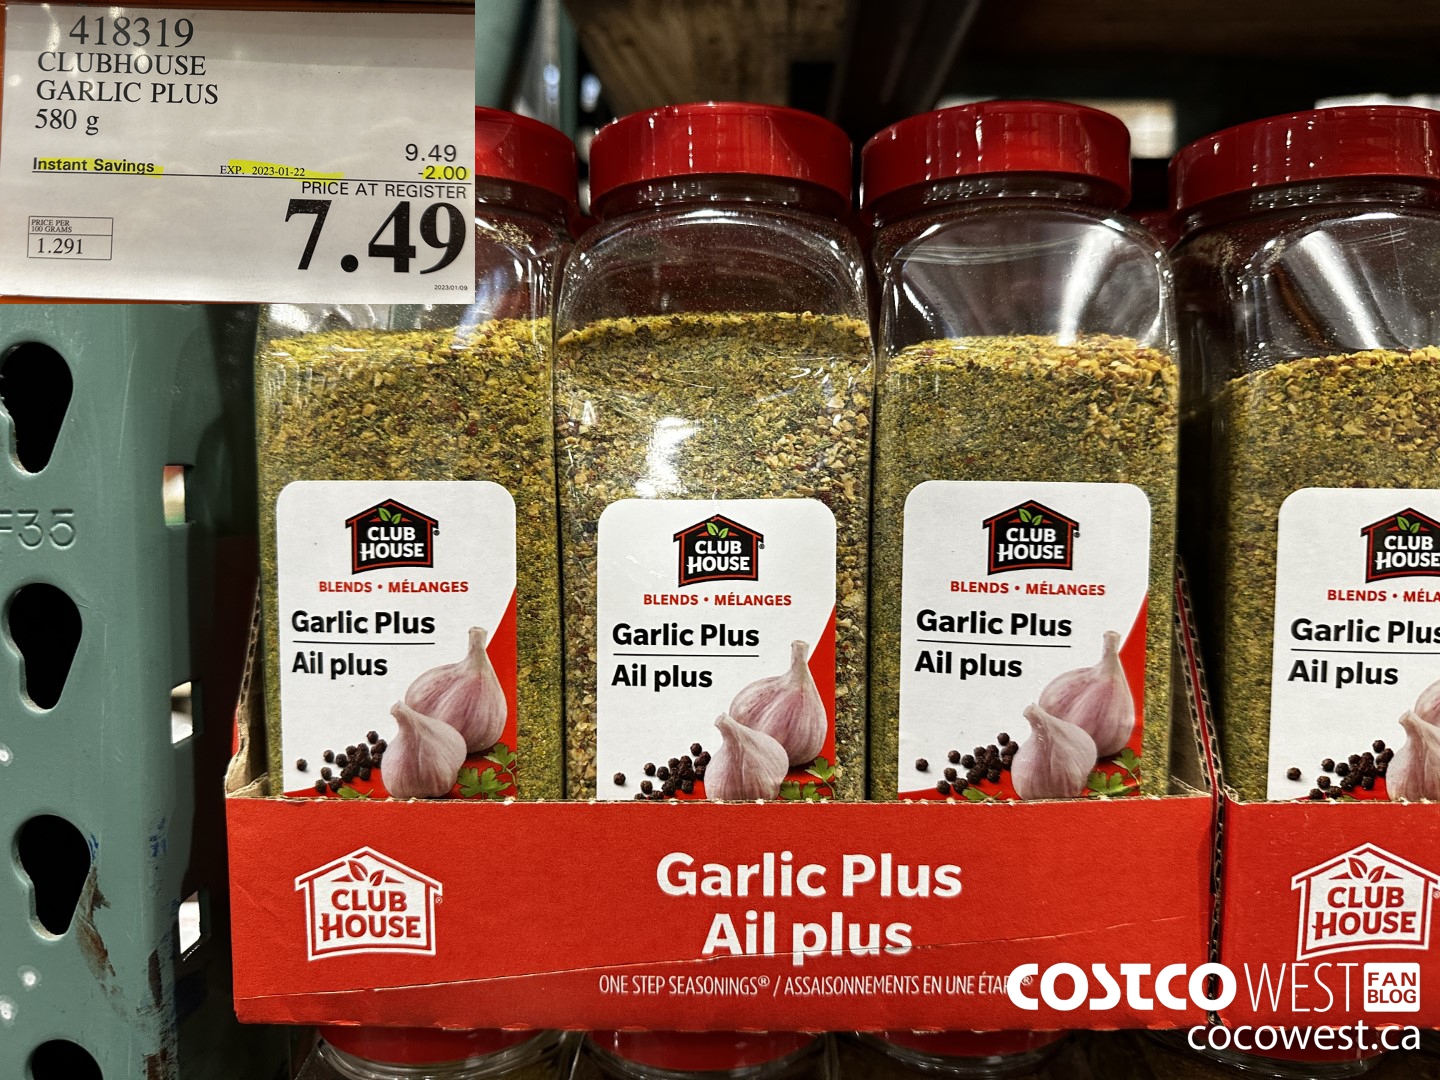 418319
CLUBHOUSE
GARLIC PLUS
580 g
9.49
Instant Savings EXP. 2023-01-22 -2.00
PRICE AT REGISTER
7.49
PRICE PER
100 GRAMS
1.291
2023/01/09
F35
CLUB
HOUSE®
BLENDS • MÉLANGES
Garlic Plus
Ail plus
CLUB
HOUSE®
BLENDS • MÉLANGES
Garlic Plus
Ail plus
CLUB
HOUSE®
BLENDS • MÉLANGES
Garlic Plus
Ail plus
CLUB
HOUSE
BLENDS • MÉLA
Garlic Plus
Ail plus
CLUB
HOUSE®
Garlic Plus
Ail plus
ONE STEP SEASONINGS® / ASSAISONNEMENTS EN UNE ÉTAP
CLUB
HOUSE®
COSTCO WEST FAN BLOG
cocowest.ca